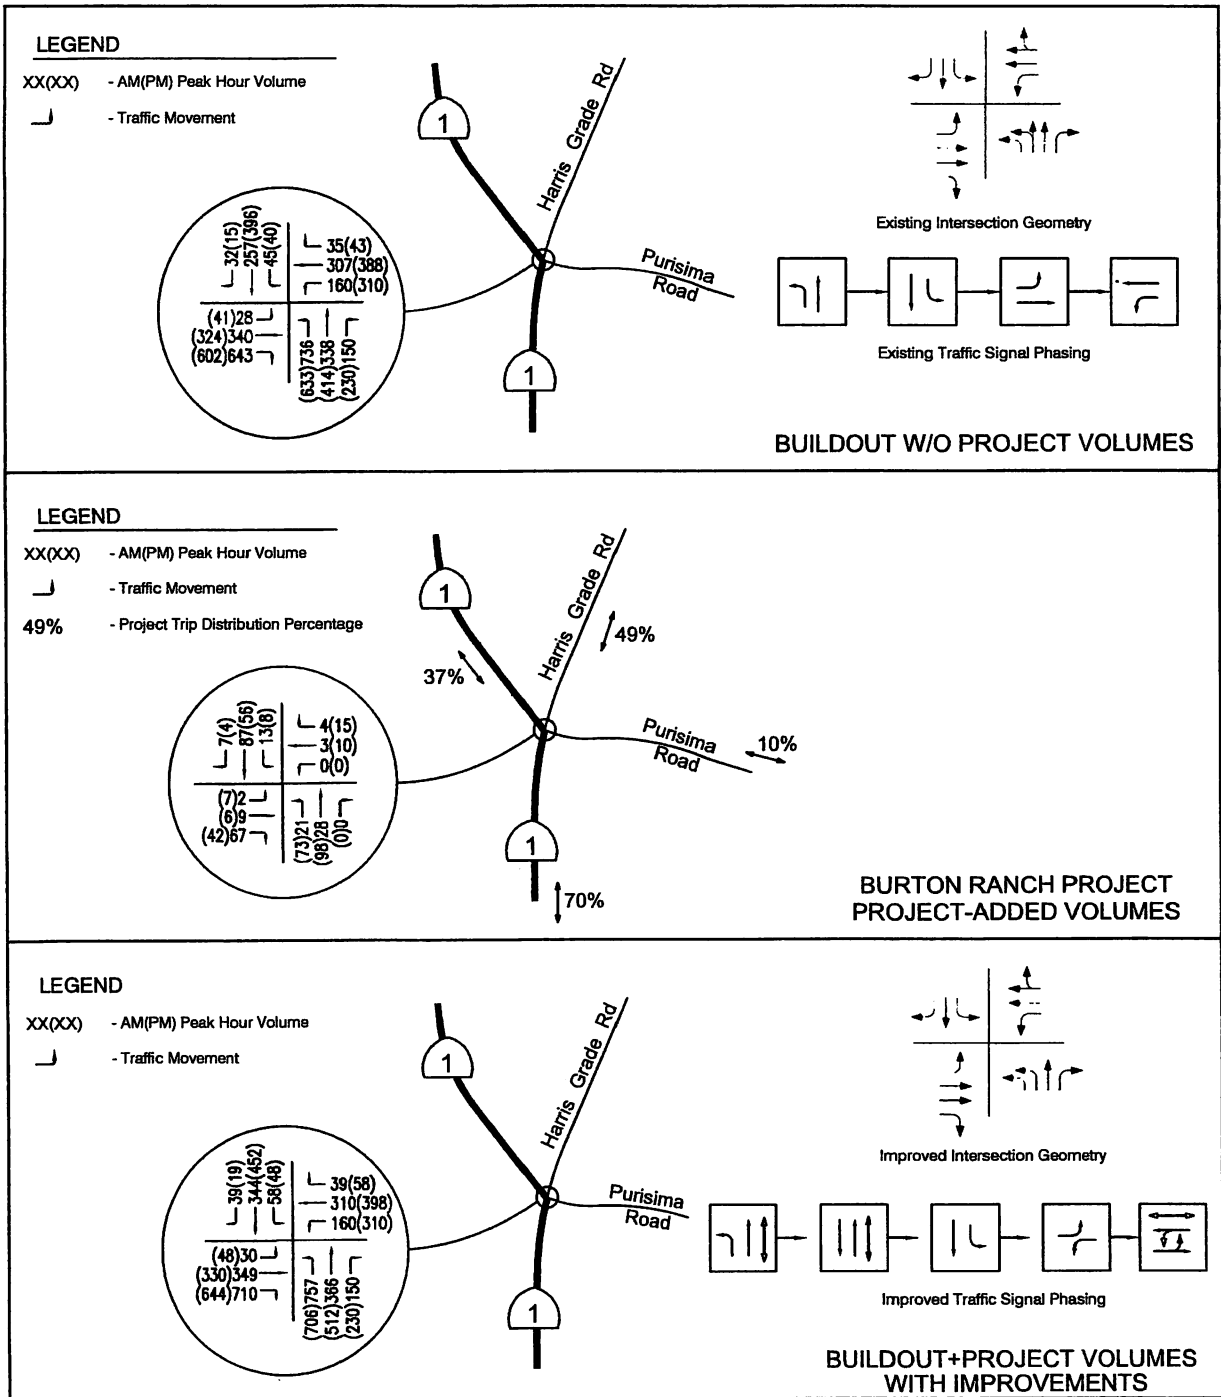 LEGEND
XX(XX) - AM(PM) Peak Hour Volume
- Traffic Movement
1
Harris Grade Rd
Purisima
Road
1
32(15)
257(396)
45(40)
35(43)
307(388)
160(310)
(41)28
(324)340
(602)643
(633)736
(414)338
(230)150
Existing Intersection Geometry
Existing Traffic Signal Phasing
BUILDOUT W/O PROJECT VOLUMES
LEGEND
XX(XX) - AM(PM) Peak Hour Volume
- Traffic Movement
49% - Project Trip Distribution Percentage
1
Harris Grade Rd
49%
37%
Purisima
Road
10%
1
70%
7(4)
87(56)
13(8)
4(15)
3(10)
0(0)
(7)2
(6)9
(42)67
(73)21
(98)28
(0)0
BURTON RANCH PROJECT
PROJECT-ADDED VOLUMES
LEGEND
XX(XX) - AM(PM) Peak Hour Volume
- Traffic Movement
1
Harris Grade Rd
Purisima
Road
1
39(19)
344(452)
58(48)
39(58)
310(398)
160(310)
(48)30
(330)349
(644)710
(706)757
(512)366
(230)150
Improved Intersection Geometry
Improved Traffic Signal Phasing
BUILDOUT+PROJECT VOLUMES
WITH IMPROVEMENTS